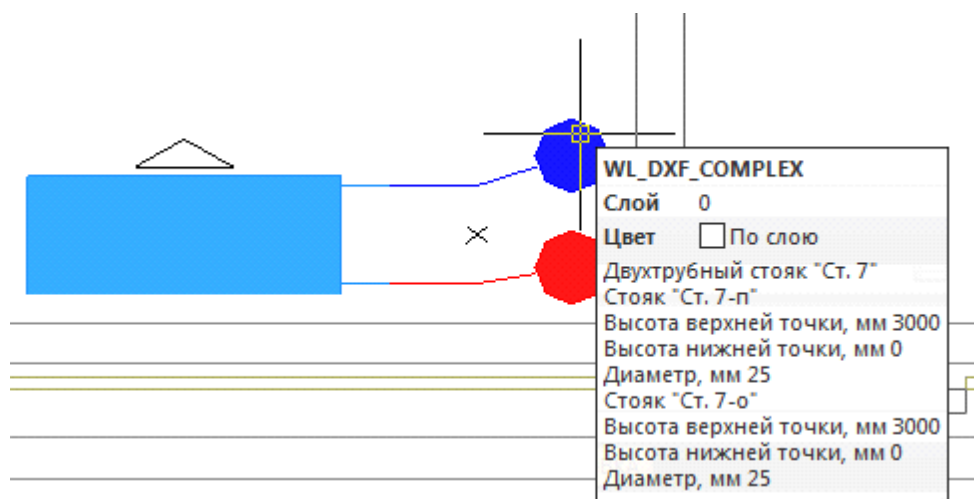 WL_DXF_COMPLEX
Слой 0
Цвет По слою
Двухтрубный стояк "Ст. 7"
Стояк "Ст. 7-п"
Высота верхней точки, мм 3000
Высота нижней точки, мм 0
Диаметр, мм 25
Стояк "Ст. 7-о"
Высота верхней точки, мм 3000
Высота нижней точки, мм 0
Диаметр, мм 25